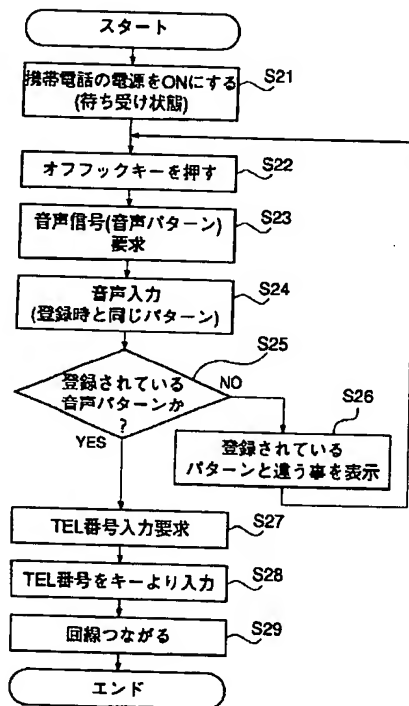 スタート
携帯電話の電源をONにする
(待ち受け状態)
S21
オフフックキーを押す
S22
音声信号(音声パターン)
要求
S23
音声入力
(登録時と同じパターン)
S24
登録されている
音声パターンか
?
S25
NO
YES
登録されている
パターンと違う事を表示
S26
TEL番号入力要求
S27
TEL番号をキーより入力
S28
回線つながる
S29
エンド